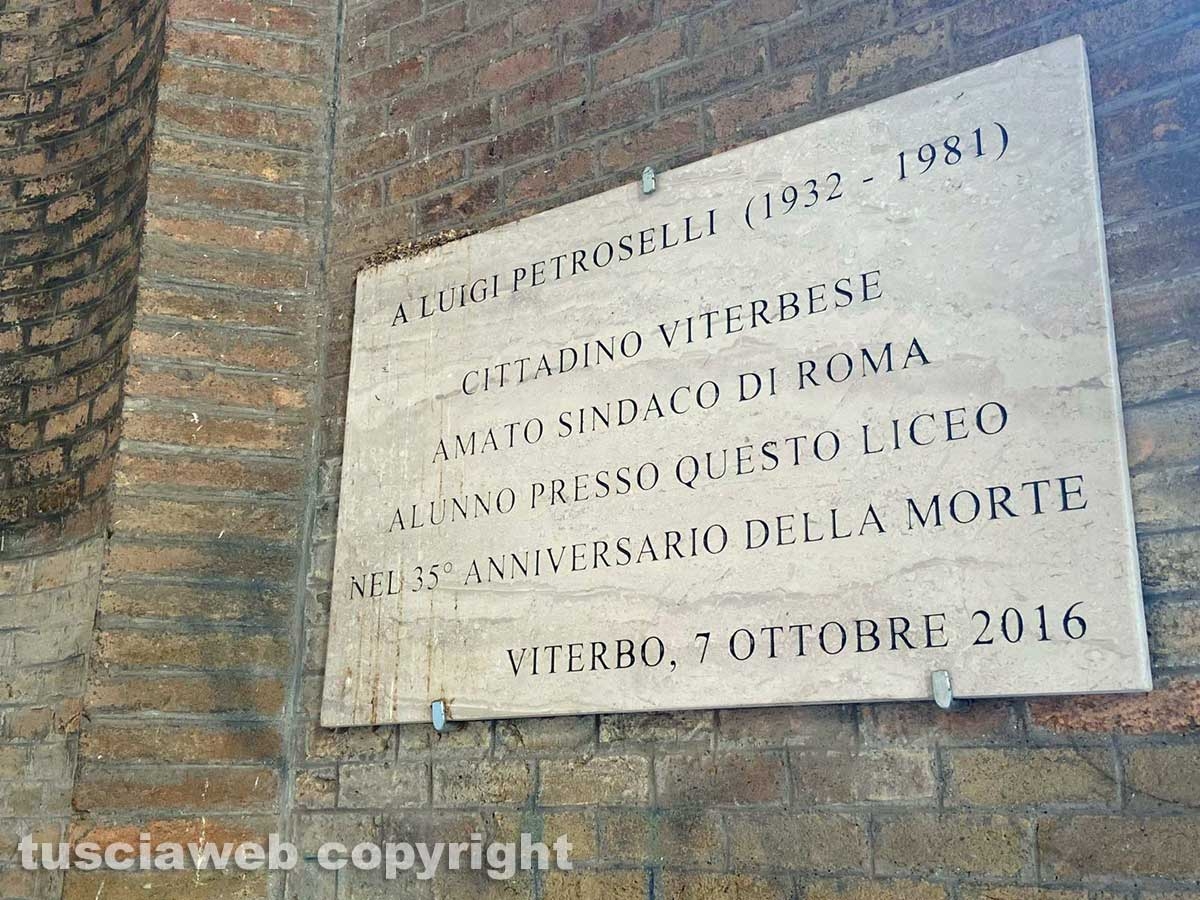 A LUIGI PETROSELLI (1932 - 1981)
CITTADINO VITERBESE
AMATO SINDACO DI ROMA
ALUNNO PRESSO QUESTO LICEO
NEL 35° ANNIVERSARIO DELLA MORTE
VITERBO, 7 OTTOBRE 2016
tusciaweb copyright